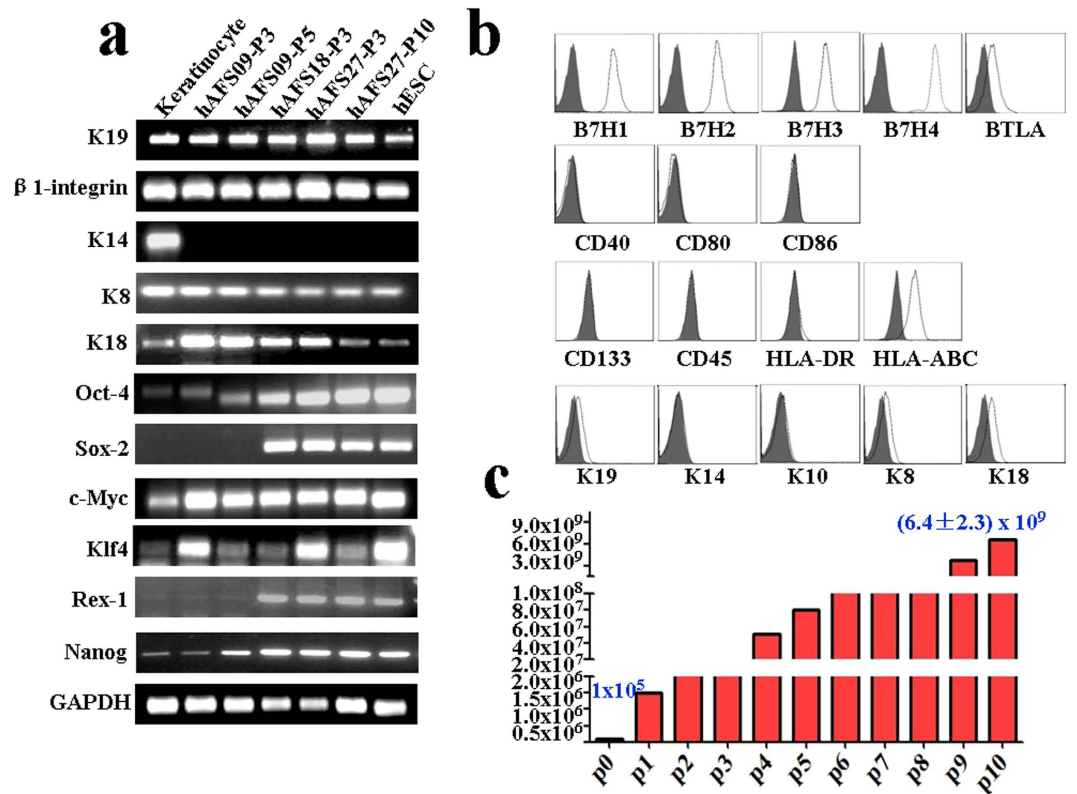 a
Keratinocyte
hAFS09-P3
hAFS09-P5
hAFS18-P3
hAFS27-P3
hAFS27-P10
hESC
K19
β 1-integrin
K14
K8
K18
Oct-4
Sox-2
c-Myc
Klf4
Rex-1
Nanog
GAPDH
b
B7H1 B7H2 B7H3 B7H4 BTLA
CD40 CD80 CD86
CD133 CD45 HLA-DR HLA-ABC
K19 K14 K10 K8 K18
c
(6.4±2.3) x 10⁹
9.0x10⁹
6.0x10⁹
3.0x10⁹
1.0x10⁸
8.0x10⁷
6.0x10⁷
4.0x10⁷
2.0x10⁷
2.0x10⁶
1.5x10⁶
1.0x10⁶
0.5x10⁶
1x10⁵
p0 p1 p2 p3 p4 p5 p6 p7 p8 p9 p10